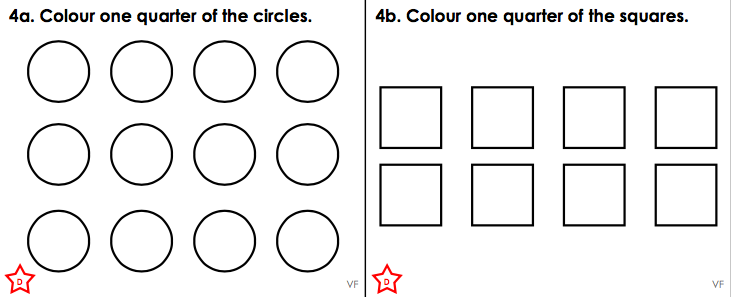 4a. Colour one quarter of the circles.
D
VF
4b. Colour one quarter of the squares.
D
VF